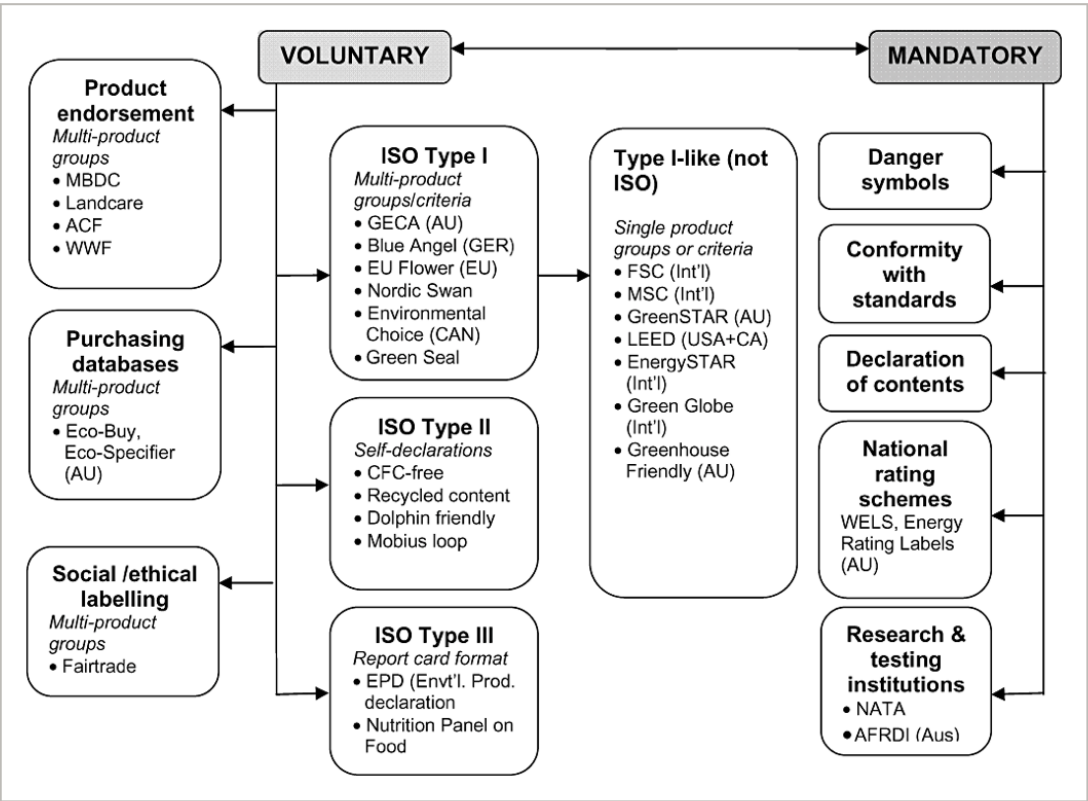 VOLUNTARY
MANDATORY
Product
endorsement
Multi-product
groups
• MBDC
• Landcare
• ACF
• WWF
Purchasing
databases
Multi-product
groups
• Eco-Buy,
Eco-Specifier
(AU)
Social /ethical
labelling
Multi-product
groups
• Fairtrade
ISO Type I
Multi-product
groups/criteria
• GECA (AU)
• Blue Angel (GER)
• EU Flower (EU)
• Nordic Swan
• Environmental
Choice (CAN)
• Green Seal
ISO Type II
Self-declarations
• CFC-free
• Recycled content
• Dolphin friendly
• Mobius loop
ISO Type III
Report card format
• EPD (Envt'l. Prod.
declaration
• Nutrition Panel on
Food
Type I-like (not
ISO)
Single product
groups or criteria
• FSC (Int'l)
• MSC (Int'l)
• GreenSTAR (AU)
• LEED (USA+CA)
• EnergySTAR
(Int'l)
• Green Globe
(Int'l)
• Greenhouse
Friendly (AU)
Danger
symbols
Conformity
with
standards
Declaration
of contents
National
rating
schemes
WELS, Energy
Rating Labels
(AU)
Research &
testing
institutions
• NATA
• AFRDI (Aus)